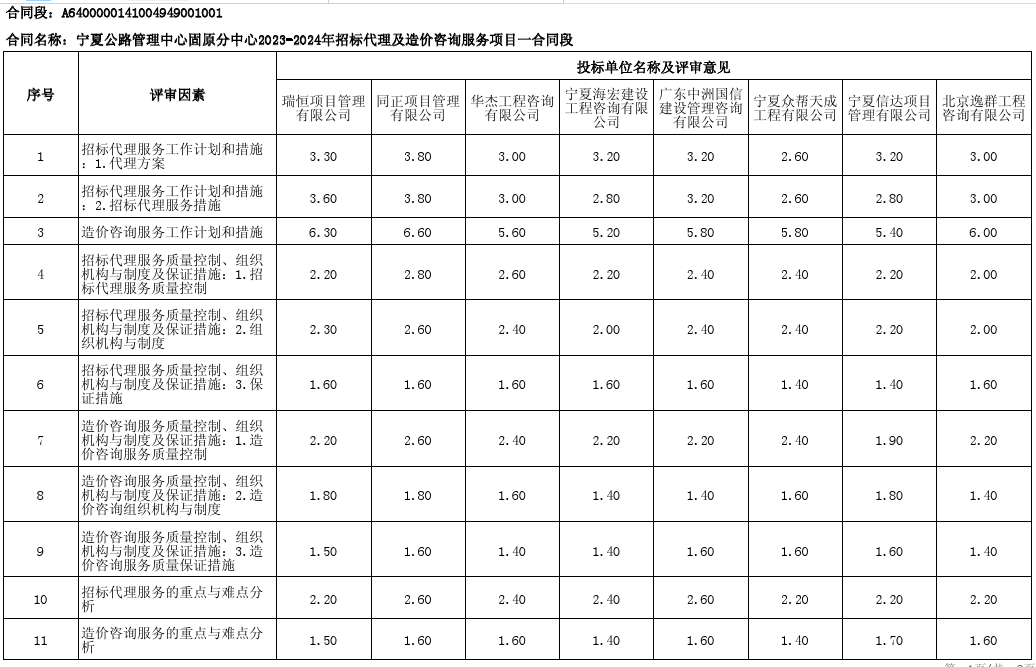 合同段：A6400000141004949001001
合同名称：宁夏公路管理中心固原分中心2023-2024年招标代理及造价咨询服务项目一合同段
序号 评审因素 投标单位名称及评审意见
瑞恒项目管理有限公司 同正项目管理有限公司 华杰工程咨询有限公司 宁夏海宏建设工程咨询有限公司 广东中洲国信建设管理咨询有限公司 宁夏众帮天成工程有限公司 宁夏信达项目管理有限公司 北京逸群工程咨询有限公司
1 招标代理服务工作计划和措施：1.代理方案 3.30 3.80 3.00 3.20 3.20 2.60 3.20 3.00
2 招标代理服务工作计划和措施：2.招标代理服务措施 3.60 3.80 3.00 2.80 3.20 2.60 2.80 3.00
3 造价咨询服务工作计划和措施 6.30 6.60 5.60 5.20 5.80 5.80 5.40 6.00
4 招标代理服务质量控制、组织机构与制度及保证措施：1.招标代理服务质量控制 2.20 2.80 2.60 2.20 2.40 2.40 2.20 2.00
5 招标代理服务质量控制、组织机构与制度及保证措施：2.组织机构与制度 2.30 2.60 2.40 2.00 2.40 2.40 2.20 2.00
6 招标代理服务质量控制、组织机构与制度及保证措施：3.保证措施 1.60 1.60 1.60 1.60 1.60 1.40 1.40 1.60
7 造价咨询服务质量控制、组织机构与制度及保证措施：1.造价咨询服务质量控制 2.20 2.60 2.40 2.20 2.20 2.40 1.90 2.20
8 造价咨询服务质量控制、组织机构与制度及保证措施：2.造价咨询组织机构与制度 1.80 1.80 1.60 1.40 1.40 1.60 1.80 1.40
9 造价咨询服务质量控制、组织机构与制度及保证措施：3.造价咨询服务质量保证措施 1.50 1.60 1.40 1.40 1.60 1.60 1.60 1.40
10 招标代理服务的重点与难点分析 2.20 2.60 2.40 2.40 2.60 2.20 2.20 2.20
11 造价咨询服务的重点与难点分析 1.50 1.60 1.60 1.40 1.60 1.40 1.70 1.60